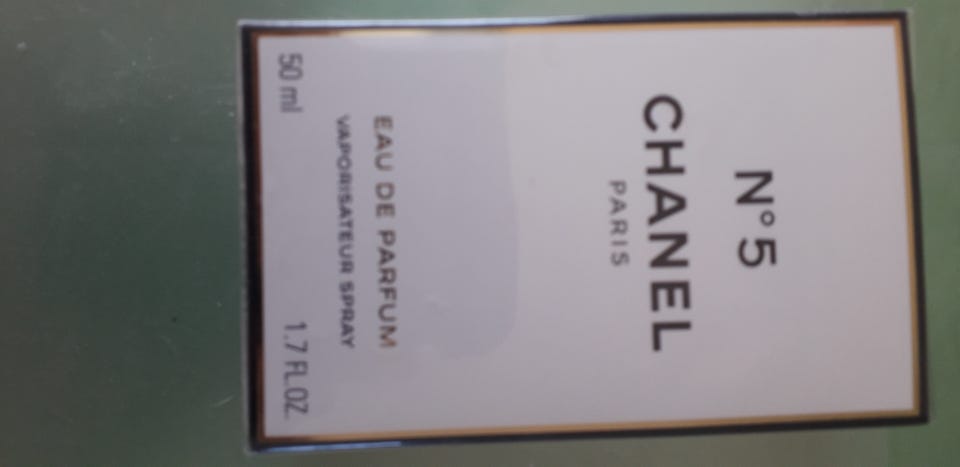 N°5
CHANEL
PARIS
EAU DE PARFUM
VAPORISATEUR SPRAY
50 ml 1.7 FL.OZ.